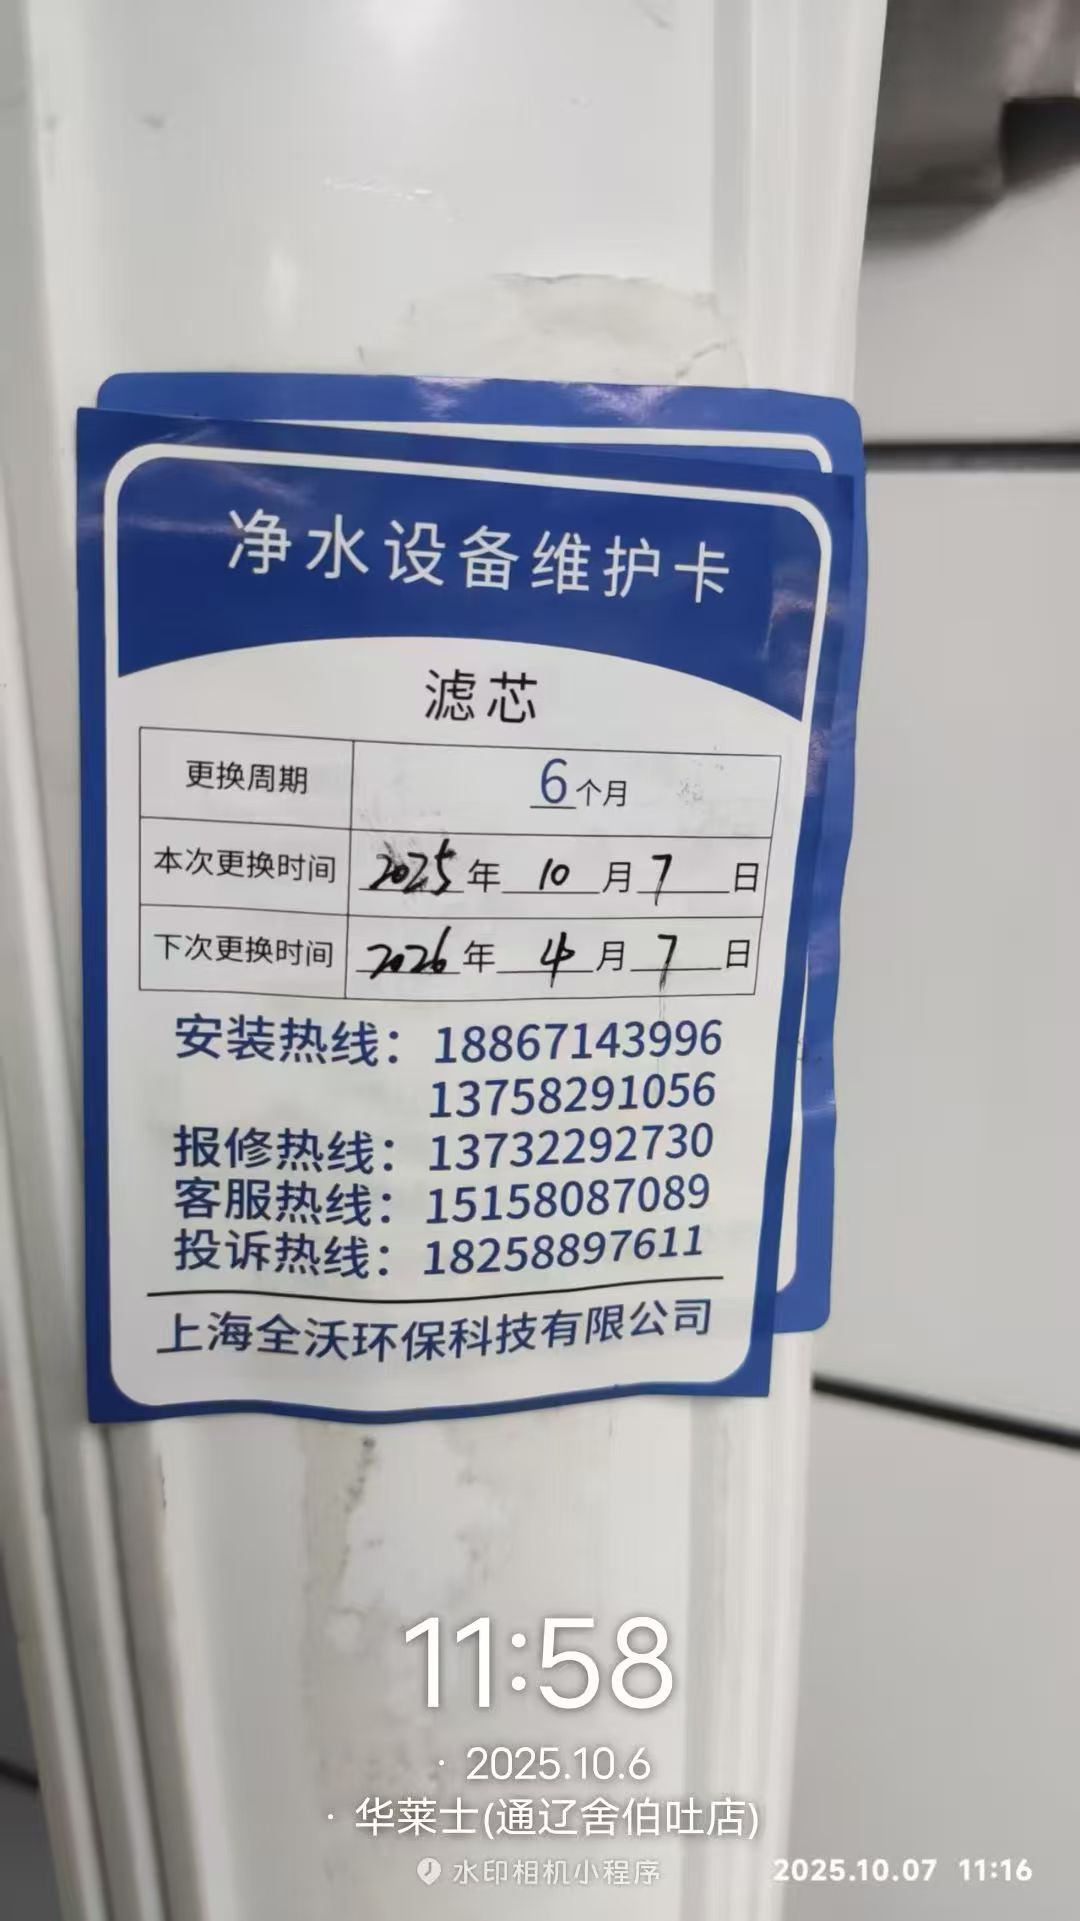 净水设备维护卡
滤芯
更换周期 6个月
本次更换时间 2025年10月7日
下次更换时间 2026年4月7日
安装热线：18867143996
13758291056
报修热线：13732292730
客服热线：15158087089
投诉热线：18258897611
上海全沃环保科技有限公司
11:58
· 2025.10.6
· 华莱士(通辽舍伯吐店)
水印相机小程序
2025.10.07 11:16